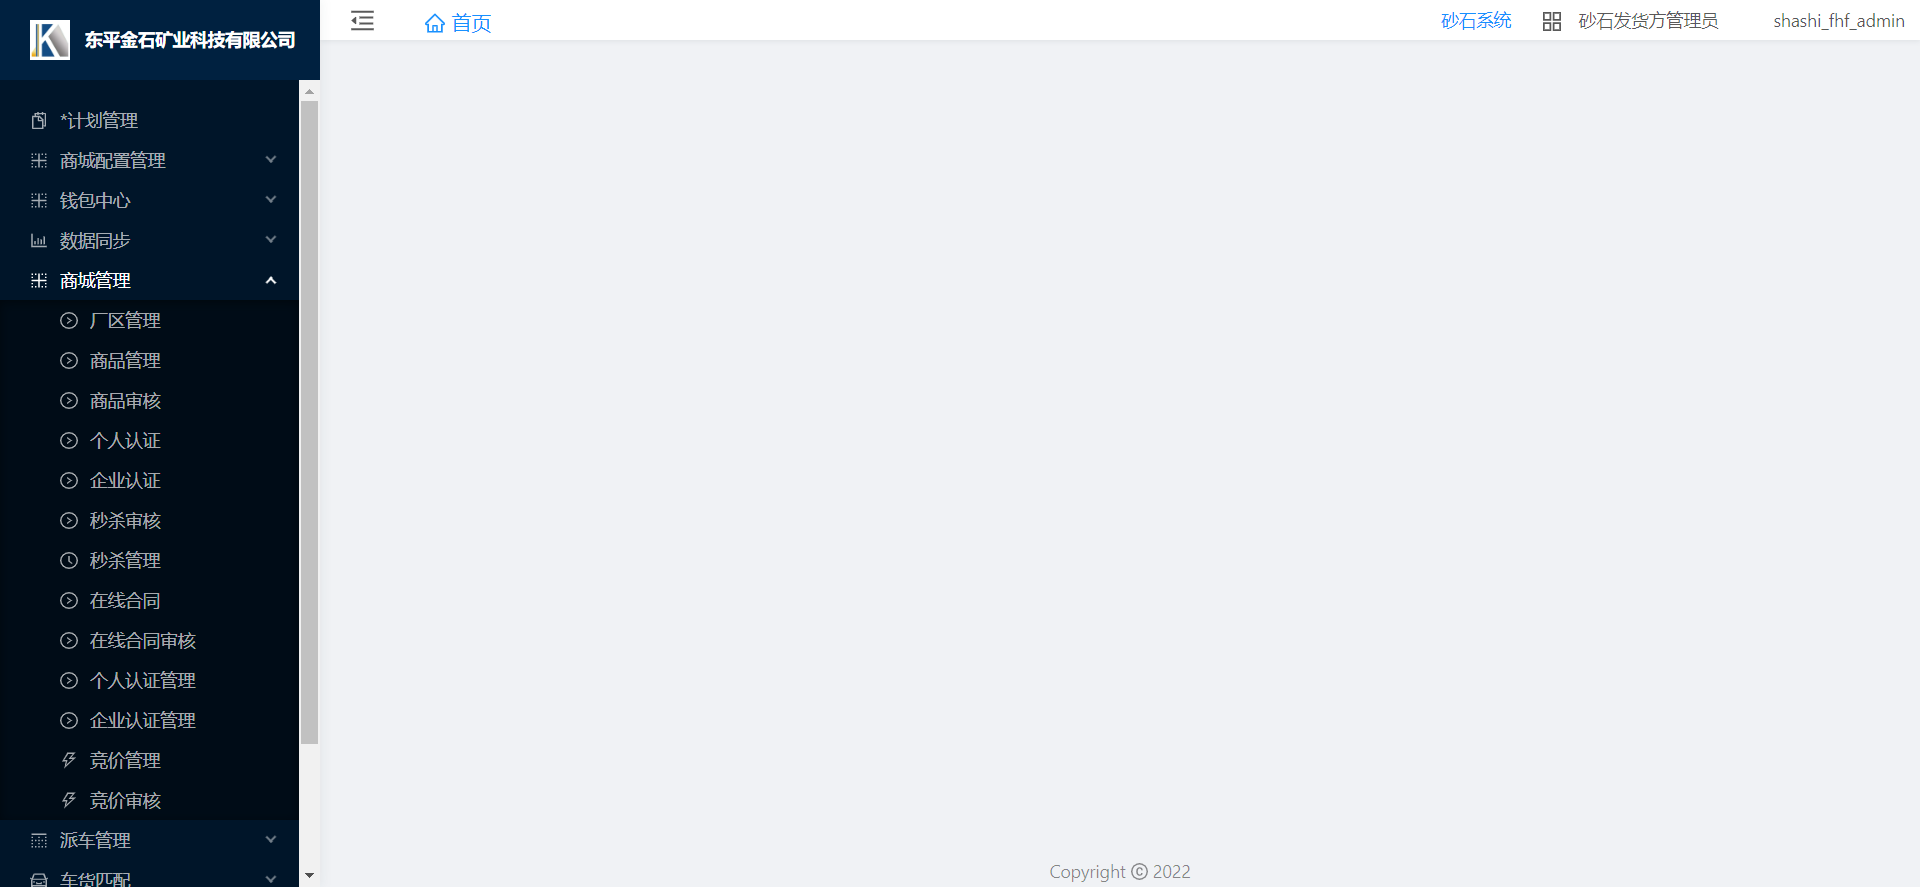 东平金石矿业科技有限公司
首页
砂石系统
砂石发货方管理员
shashi_fhf_admin
*计划管理
商城配置管理
钱包中心
数据同步
商城管理
厂区管理
商品管理
商品审核
个人认证
企业认证
秒杀审核
秒杀管理
在线合同
在线合同审核
个人认证管理
企业认证管理
竞价管理
竞价审核
派车管理
车货匹配
Copyright © 2022